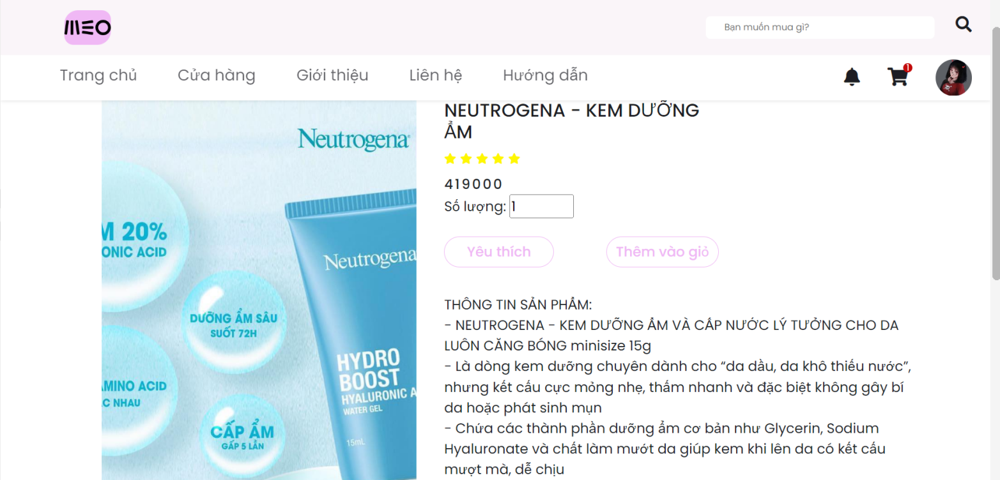 MEO
Bạn muốn mua gì?
Trang chủ
Cửa hàng
Giới thiệu
Liên hệ
Hướng dẫn
1
NEUTROGENA - KEM DƯỠNG
ẨM
419000
Số lượng: 1
Yêu thích
Thêm vào giỏ
THÔNG TIN SẢN PHẨM:
- NEUTROGENA - KEM DƯỠNG ẨM VÀ CẤP NƯỚC LÝ TƯỞNG CHO DA
LUÔN CĂNG BÓNG minisize 15g
- Là dòng kem dưỡng chuyên dành cho “da dầu, da khô thiếu nước”,
nhưng kết cấu cực mỏng nhẹ, thấm nhanh và đặc biệt không gây bí
da hoặc phát sinh mụn
- Chứa các thành phần dưỡng ẩm cơ bản như Glycerin, Sodium
Hyaluronate và chất làm mướt da giúp kem khi lên da có kết cấu
mượt mà, dễ chịu
Neutrogena
M 20%
ONIC ACID
Neutrogena
DƯỠNG ẨM SÂU
SUỐT 72H
HYDRO
BOOST
HYALURONIC A
WATER GEL
15mL
AMINO ACID
C NHAU
CẤP ẨM
GẤP 5 LẦN